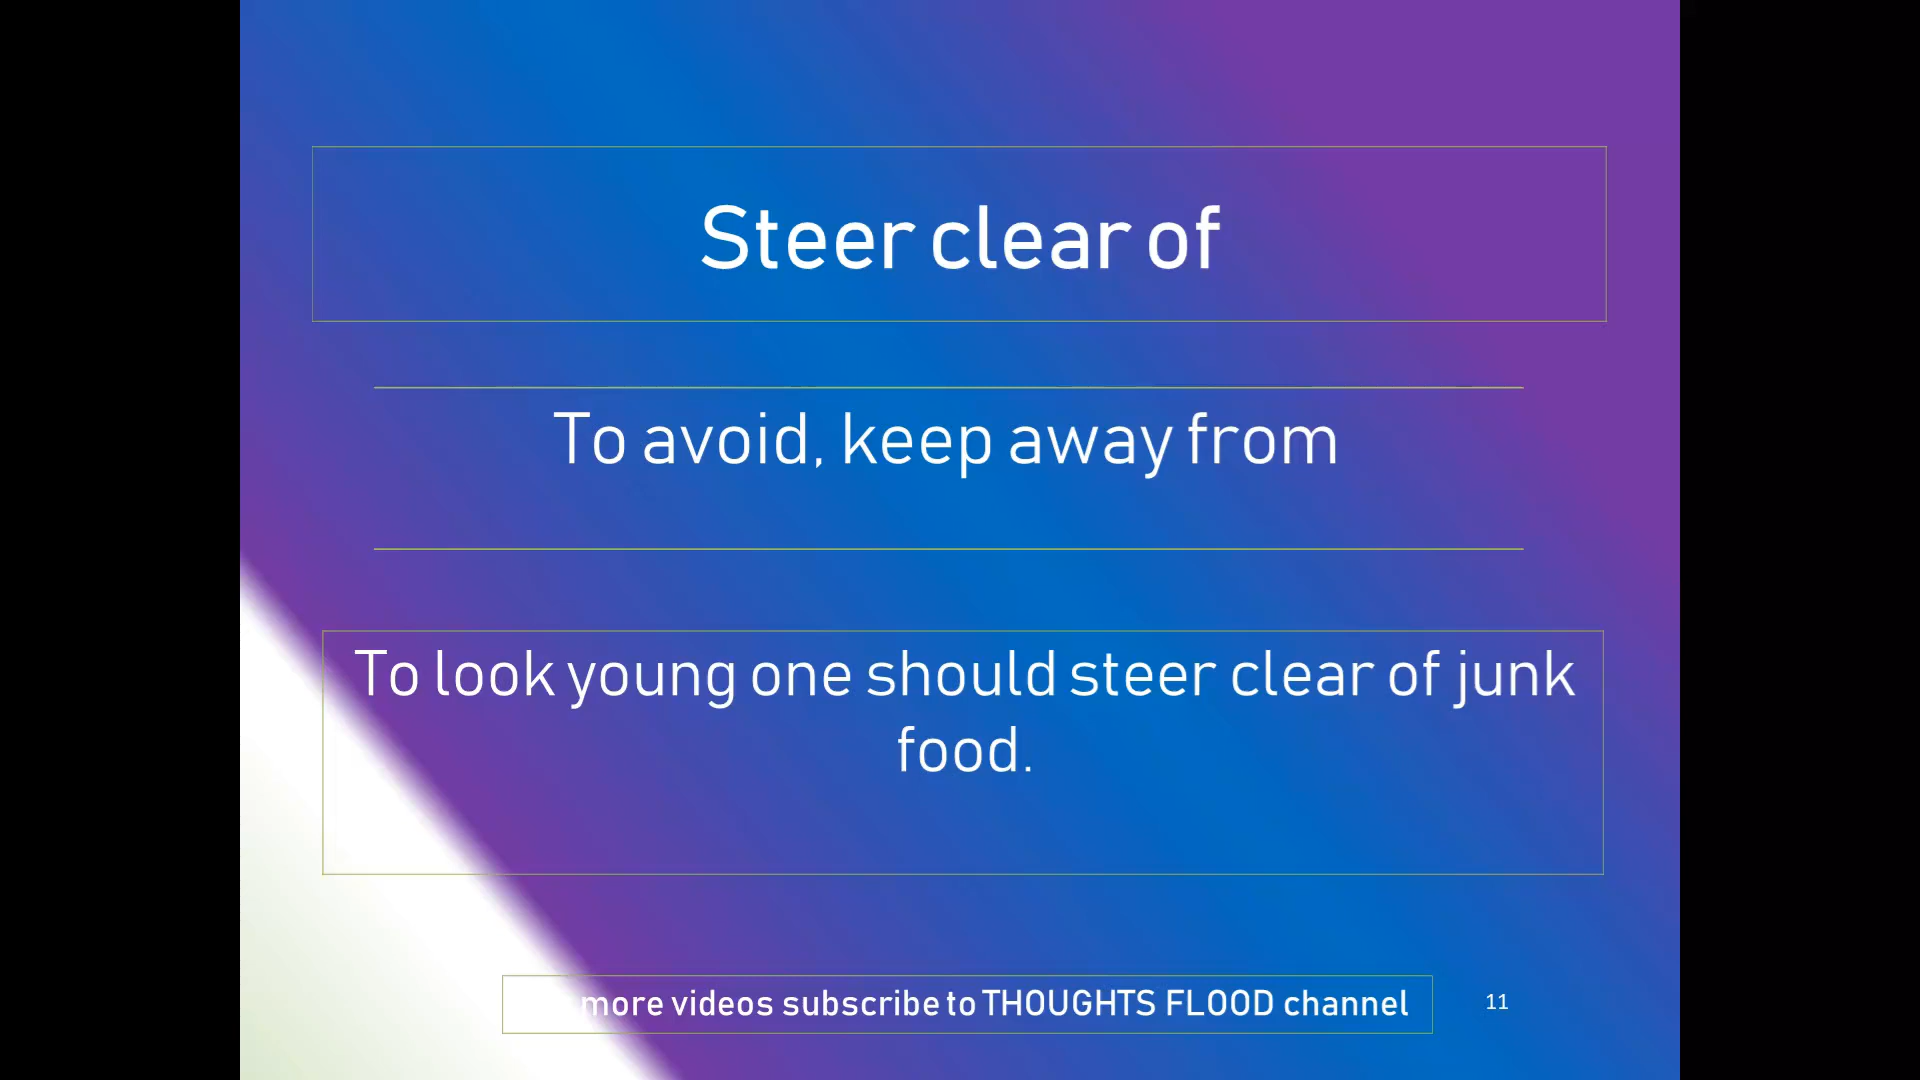 Steer clear of
To avoid, keep away from
To look young one should steer clear of junk
food.
more videos subscribe to THOUGHTS FLOOD channel
11